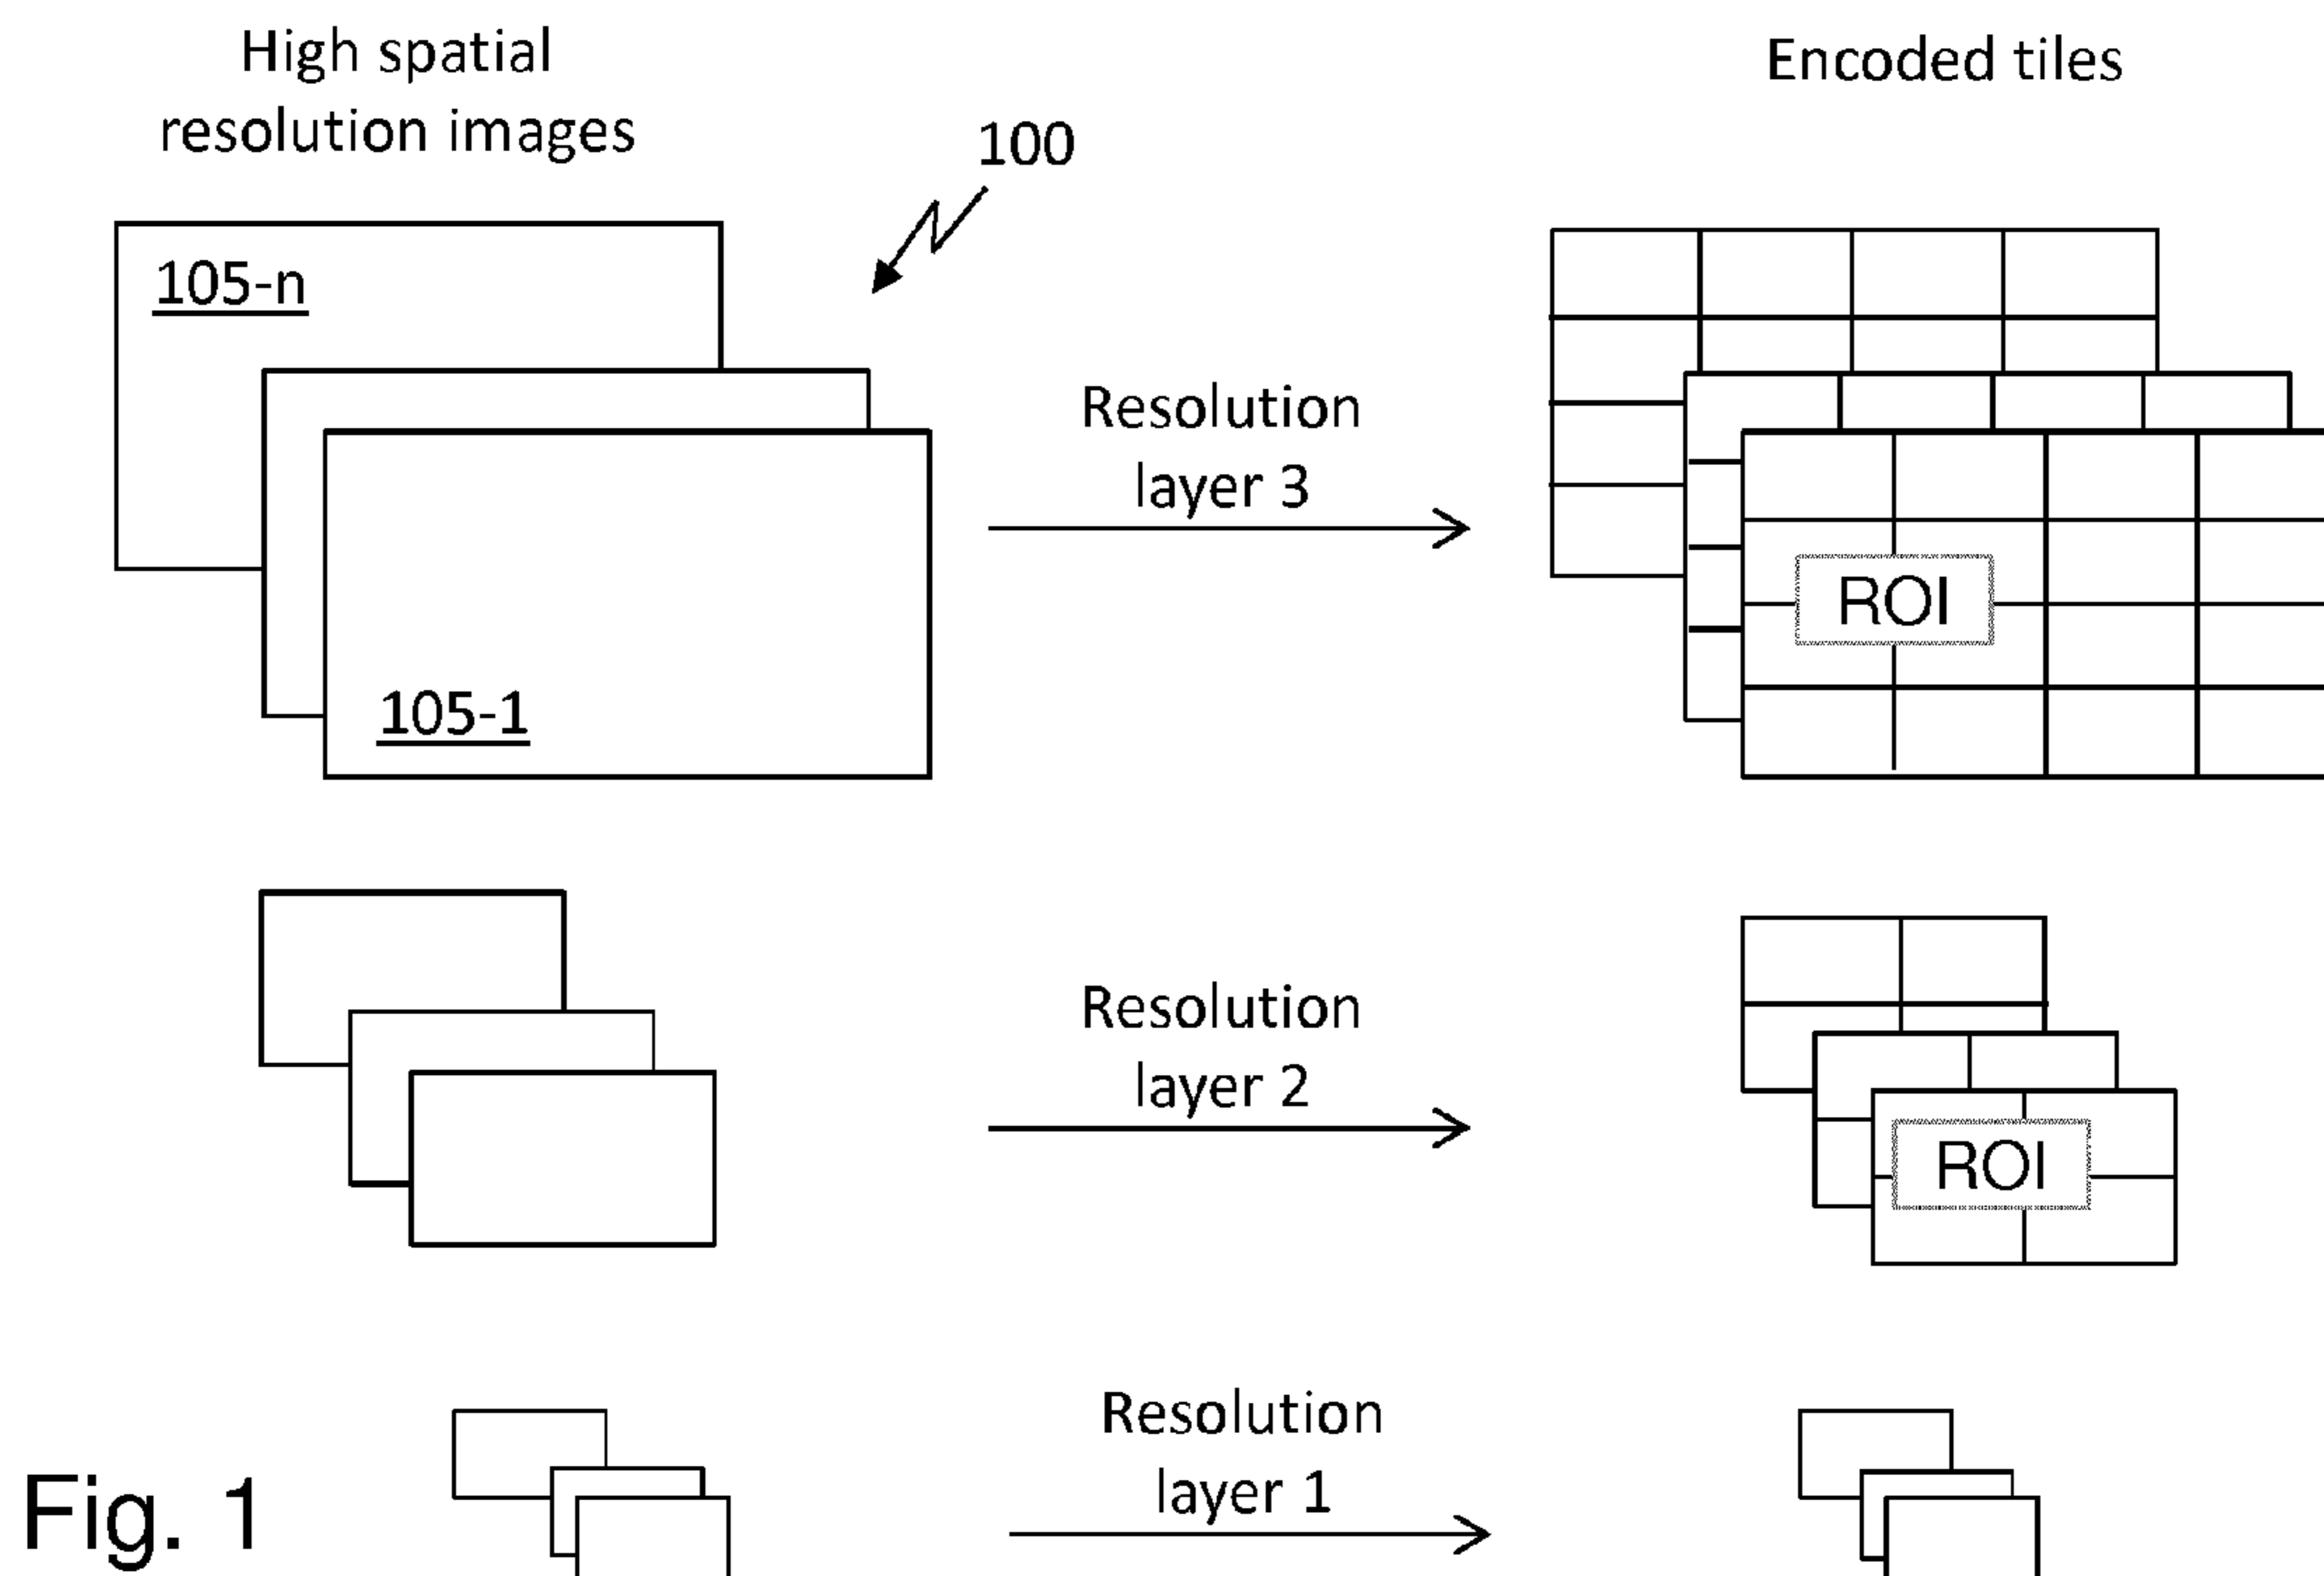 High spatial
resolution images
Encoded tiles
100
105-n
Resolution
layer 3
ROI
105-1
Resolution
layer 2
ROI
Resolution
layer 1
Fig. 1